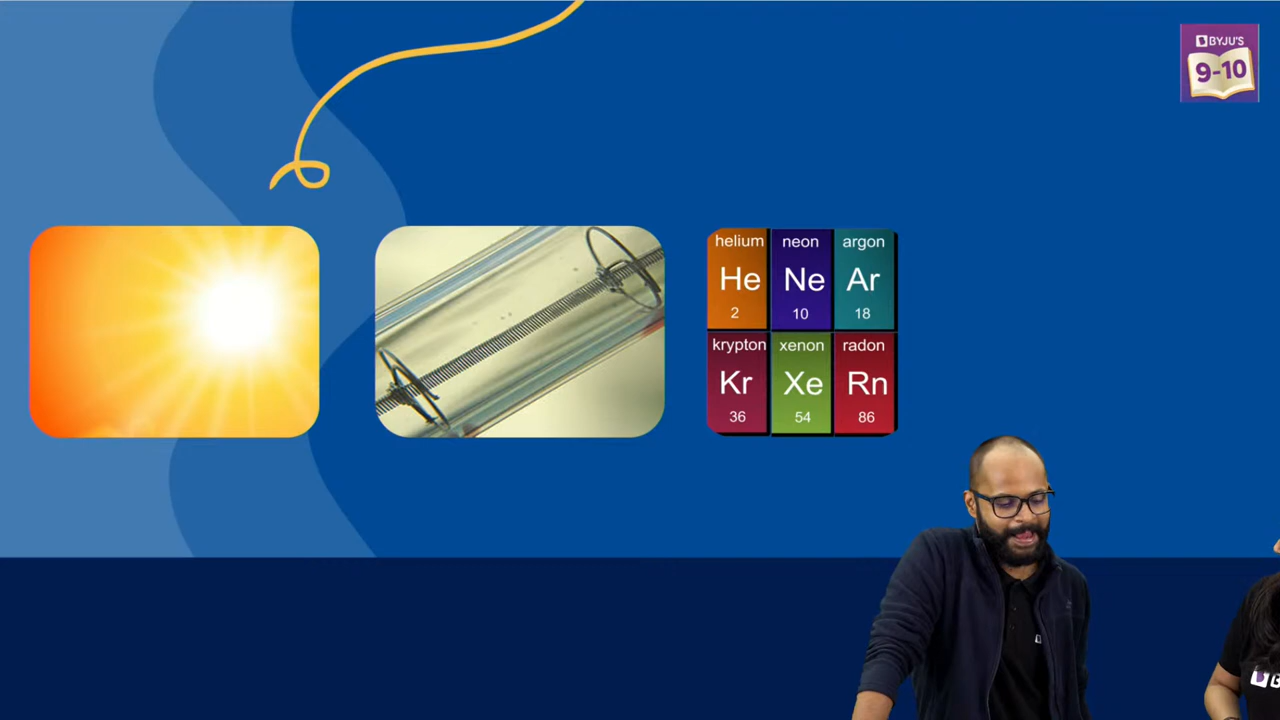 BYJU'S
9-10
helium neon argon
He Ne Ar
2 10 18
krypton xenon radon
Kr Xe Rn
36 54 86